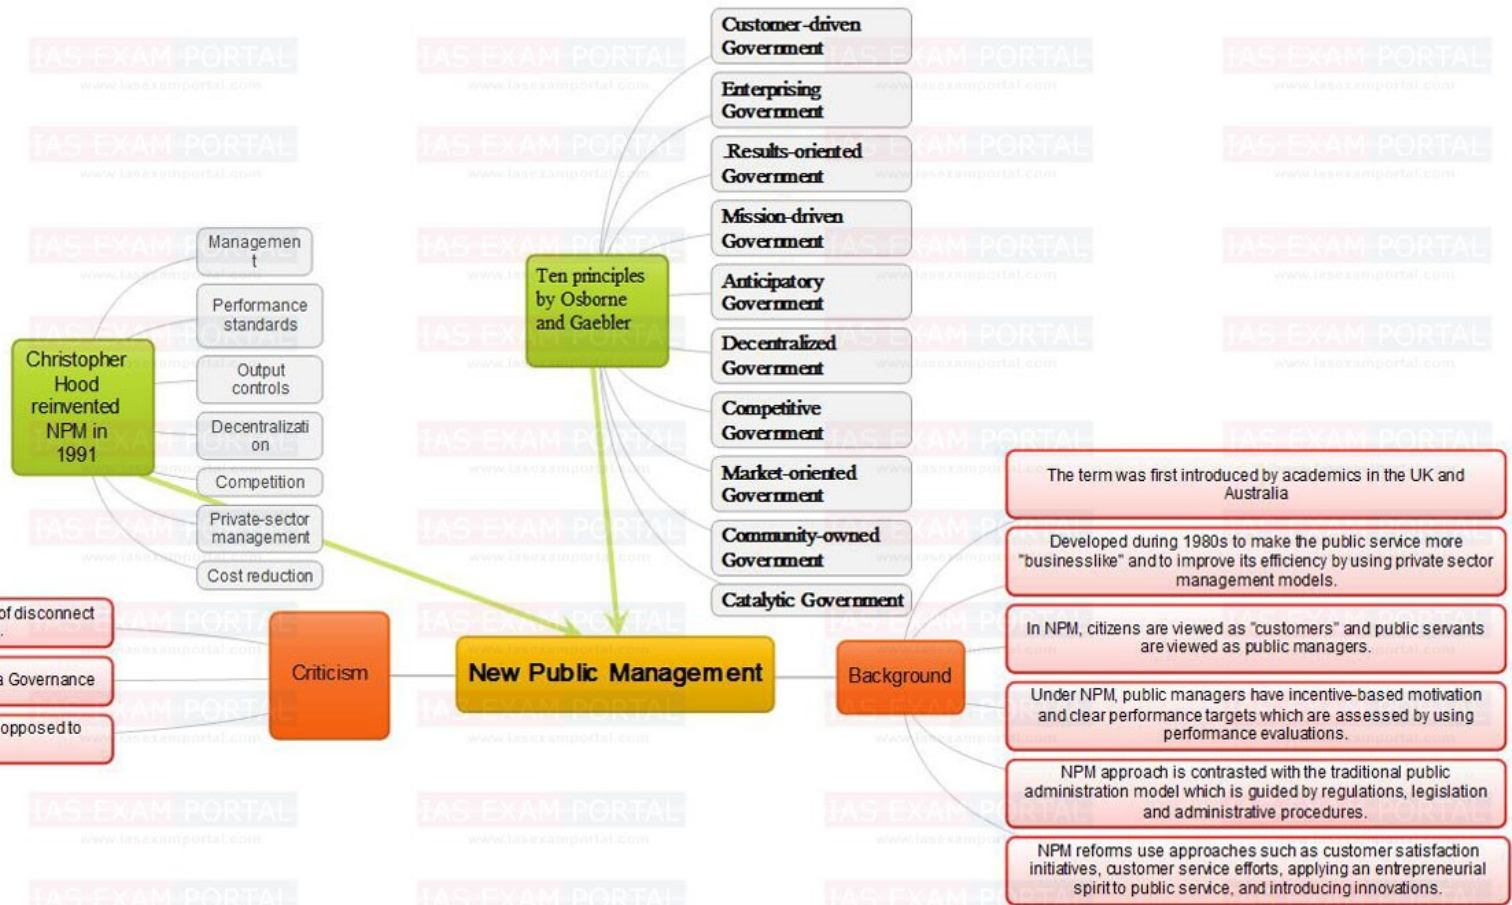 Customer-driven
Government
Enterprising
Government
.Results-oriented
Government
Mission-driven
Government
Anticipatory
Government
Decentralized
Government
Competitive
Government
Market-oriented
Government
Community-owned
Government
Catalytic Government
Ten principles
by Osborne
and Gaebler
Managemen
t
Performance
standards
Output
controls
Decentralizati
on
Competition
Private-sector
management
Cost reduction
Christopher
Hood
reinvented
NPM in
1991
of disconnect
.
a Governance
opposed to
Criticism
New Public Management
Background
The term was first introduced by academics in the UK and
Australia
Developed during 1980s to make the public service more
"businesslike" and to improve its efficiency by using private sector
management models.
In NPM, citizens are viewed as "customers" and public servants
are viewed as public managers.
Under NPM, public managers have incentive-based motivation
and clear performance targets which are assessed by using
performance evaluations.
NPM approach is contrasted with the traditional public
administration model which is guided by regulations, legislation
and administrative procedures.
NPM reforms use approaches such as customer satisfaction
initiatives, customer service efforts, applying an entrepreneurial
spirit to public service, and introducing innovations.
IAS EXAM PORTAL
www.iasexamportal.com